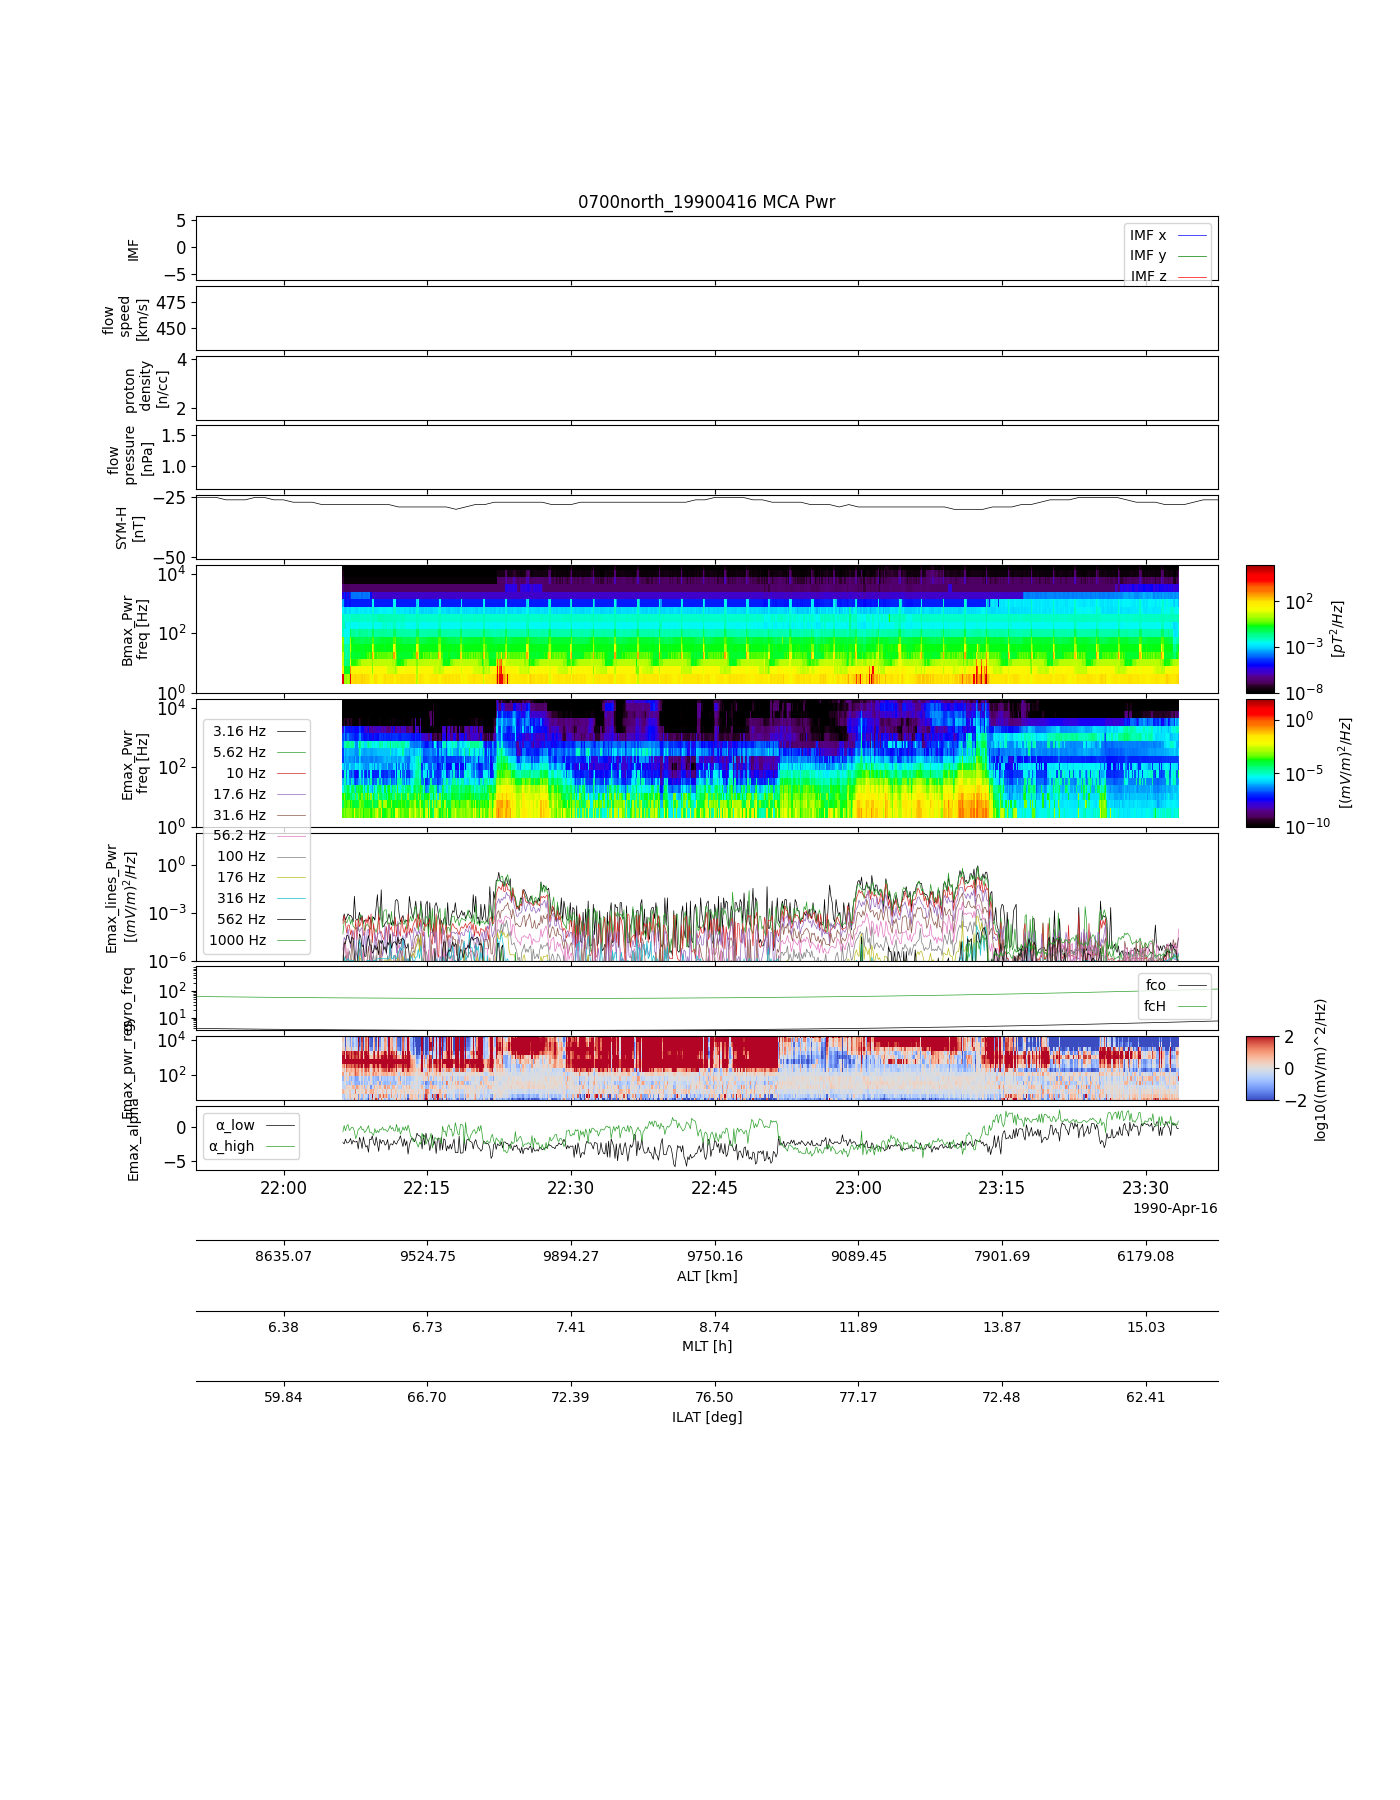 0700north_19900416 MCA Pwr
5
0
−5
IMF
IMF x
IMF y
IMF z
475
450
flow
speed
[km/s]
4
2
proton
density
[n/cc]
1.5
1.0
flow
pressure
[nPa]
−25
−50
SYM-H
[nT]
10^4
10^2
10^0
Bmax_Pwr
freq [Hz]
10^2
10^−3
10^−8
[pT^2/Hz]
10^4
10^2
10^0
Emax_Pwr
freq [Hz]
10^0
10^−5
10^−10
[(mV/m)^2/Hz]
3.16 Hz
5.62 Hz
10 Hz
17.6 Hz
31.6 Hz
56.2 Hz
100 Hz
176 Hz
316 Hz
562 Hz
1000 Hz
10^0
10^−3
10^−6
Emax_lines_Pwr
[(mV/m)^2/Hz]
10^2
10^1
gyro_freq
fco
fcH
10^4
10^2
Emax_pwr_reg
2
0
−2
log10((mV/m)^2/Hz)
0
−5
Emax_alpha
α_low
α_high
22:00 22:15 22:30 22:45 23:00 23:15 23:30
1990-Apr-16
8635.07 9524.75 9894.27 9750.16 9089.45 7901.69 6179.08
ALT [km]
6.38 6.73 7.41 8.74 11.89 13.87 15.03
MLT [h]
59.84 66.70 72.39 76.50 77.17 72.48 62.41
ILAT [deg]